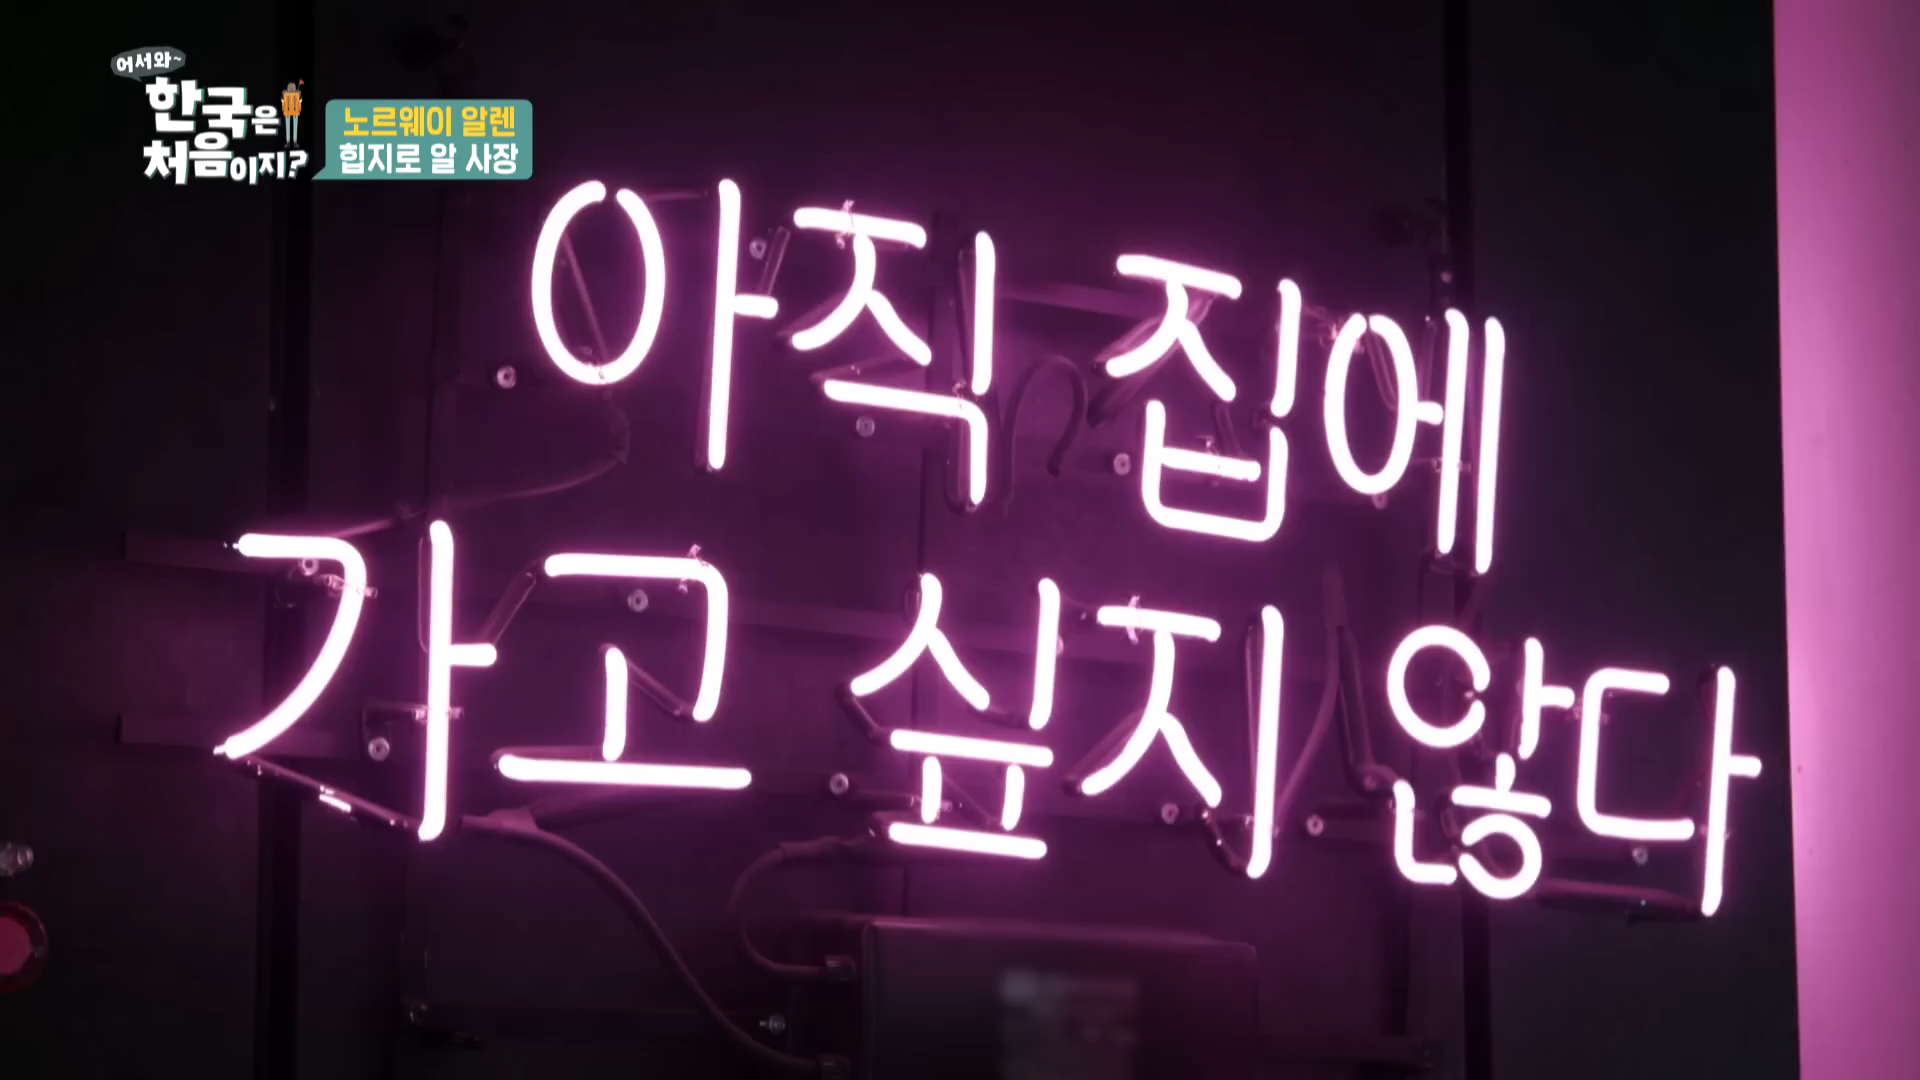 어서와~
한국은
처음이지?
노르웨이 알렌
힙지로 알 사장
아직 집에
가고 싶지 않다